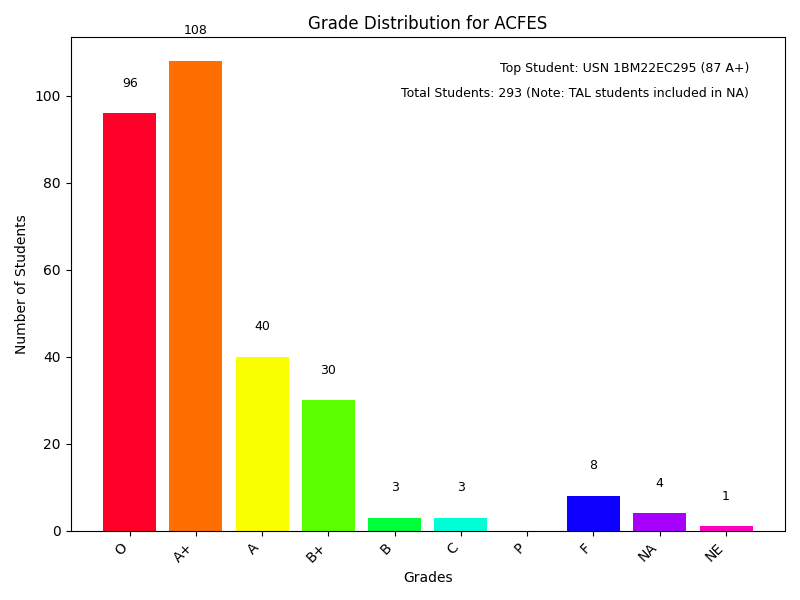 Grade Distribution for ACFES
108
Top Student: USN 1BM22EC295 (87 A+)
96
Total Students: 293 (Note: TAL students included in NA)
100
80
60
40
20
0
40
30
3
3
8
4
1
Number of Students
O
A+
A
B+
B
C
P
F
NA
NE
Grades